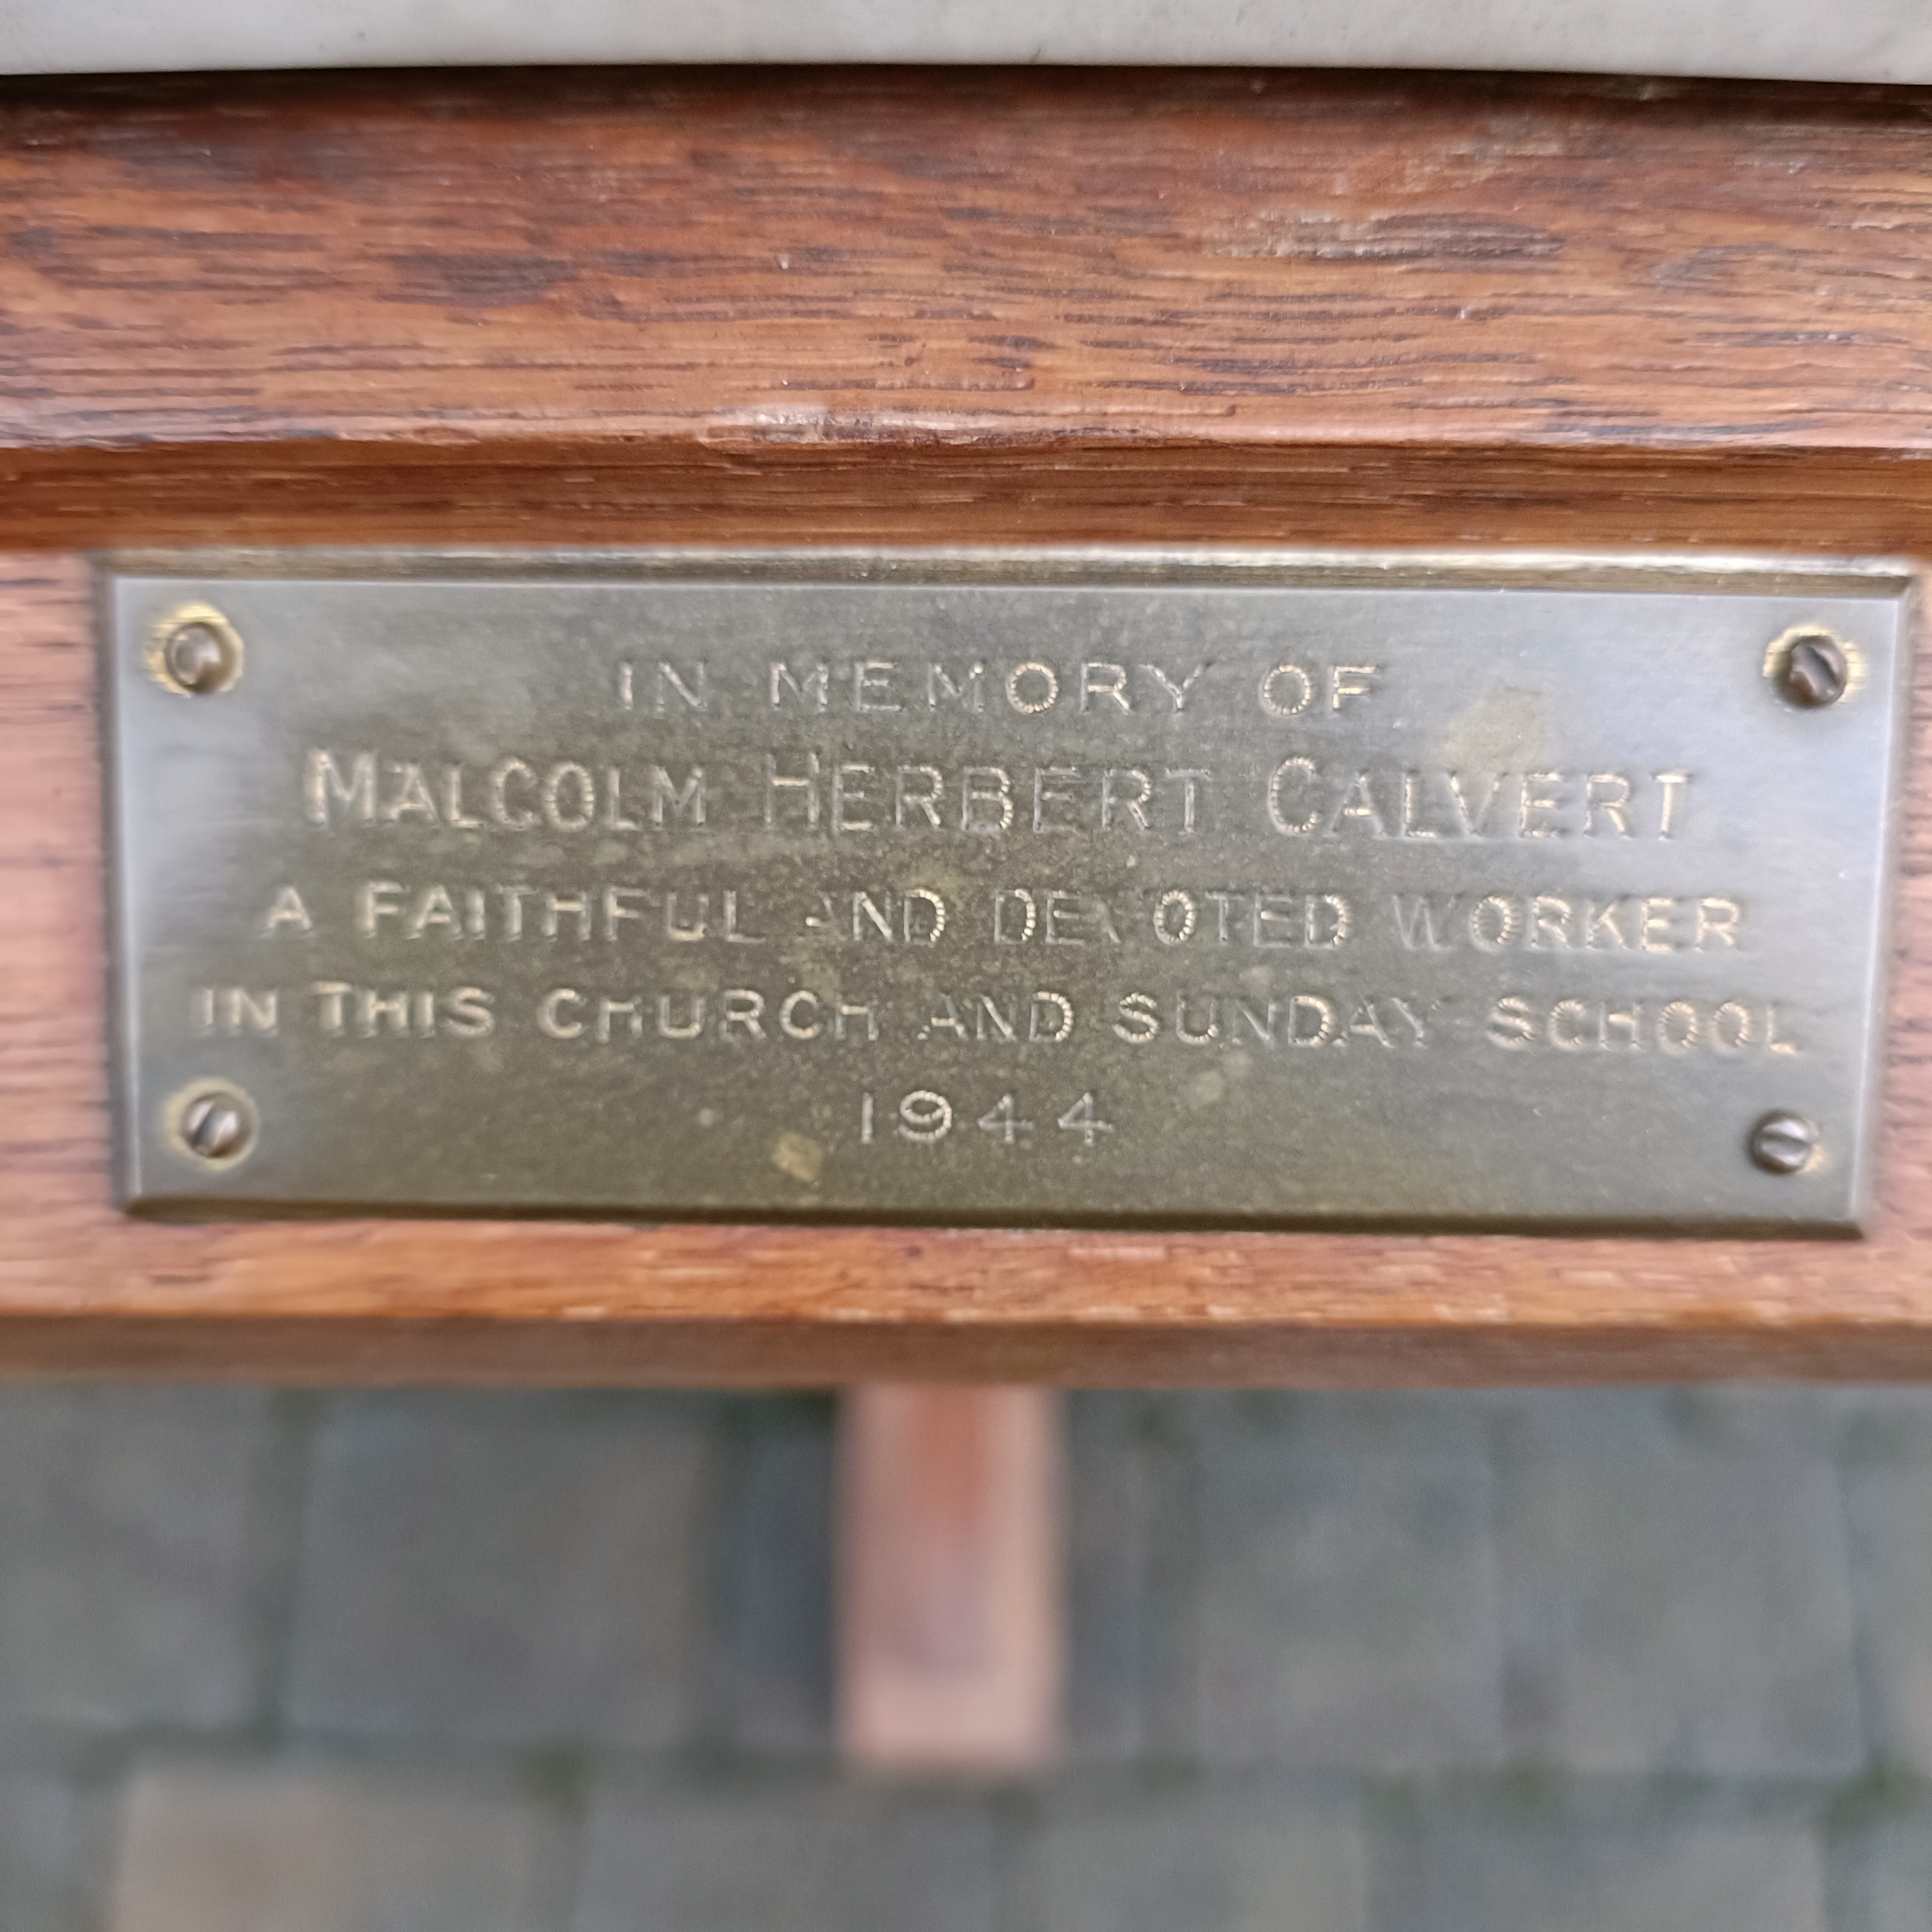 IN MEMORY OF
MALCOLM HERBERT CALVERT
A FAITHFUL AND DEVOTED WORKER
IN THIS CHURCH AND SUNDAY SCHOOL
1944